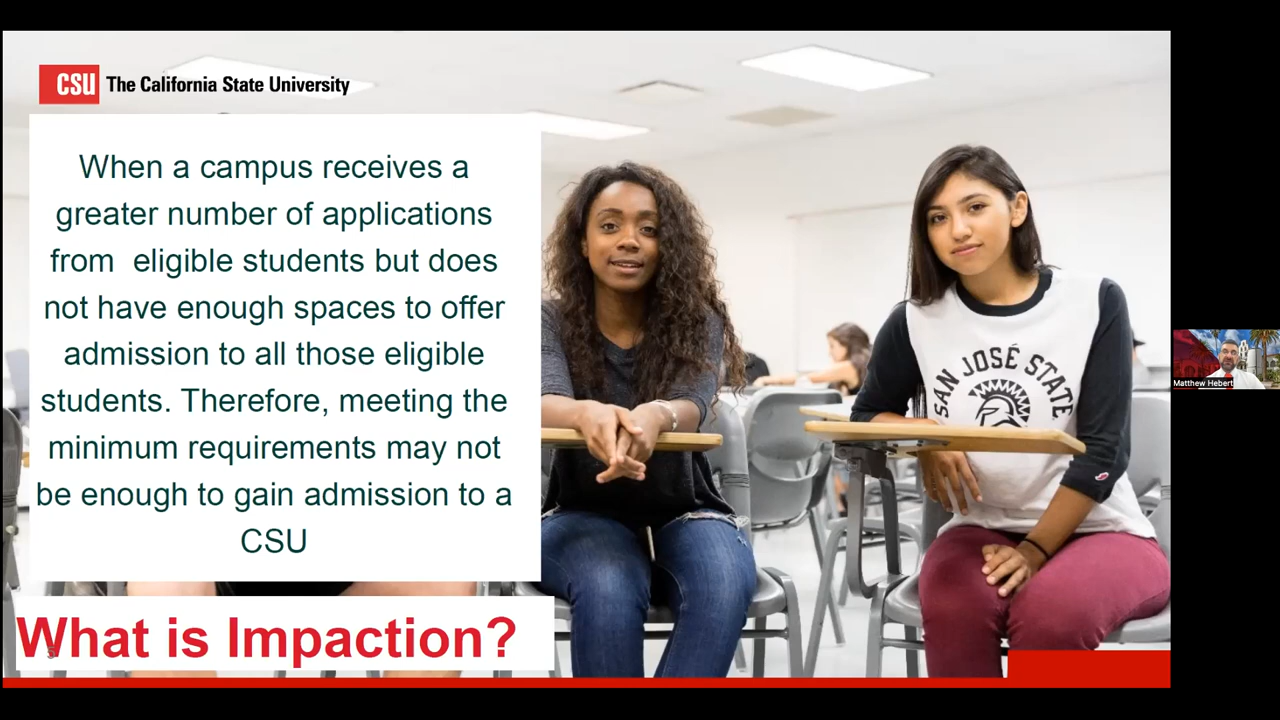 CSU The California State University
When a campus receives a
greater number of applications
from  eligible students but does
not have enough spaces to offer
admission to all those eligible
students. Therefore, meeting the
minimum requirements may not
be enough to gain admission to a
CSU
What is Impaction?
SAN JOSÉ STATE
Matthew Hebert